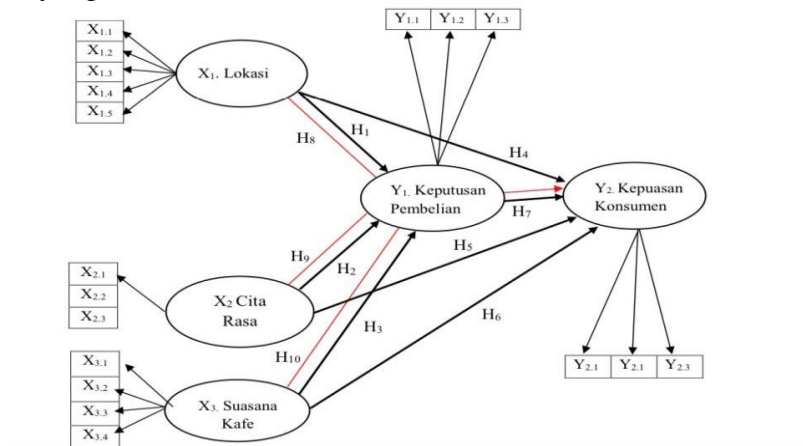 Y1.1 Y1.2 Y1.3
X1.1
X1.2
X1.3
X1.4
X1.5
X1. Lokasi
H8
H1
H4
Y1. Keputusan
Pembelian
Y2. Kepuasan
Konsumen
H7
H9
H2
H5
X2.1
X2.2
X2.3
X2 Cita
Rasa
H3
H6
H10
X3.1
X3.2
X3.3
X3.4
X3. Suasana
Kafe
Y2.1 Y2.1 Y2.3